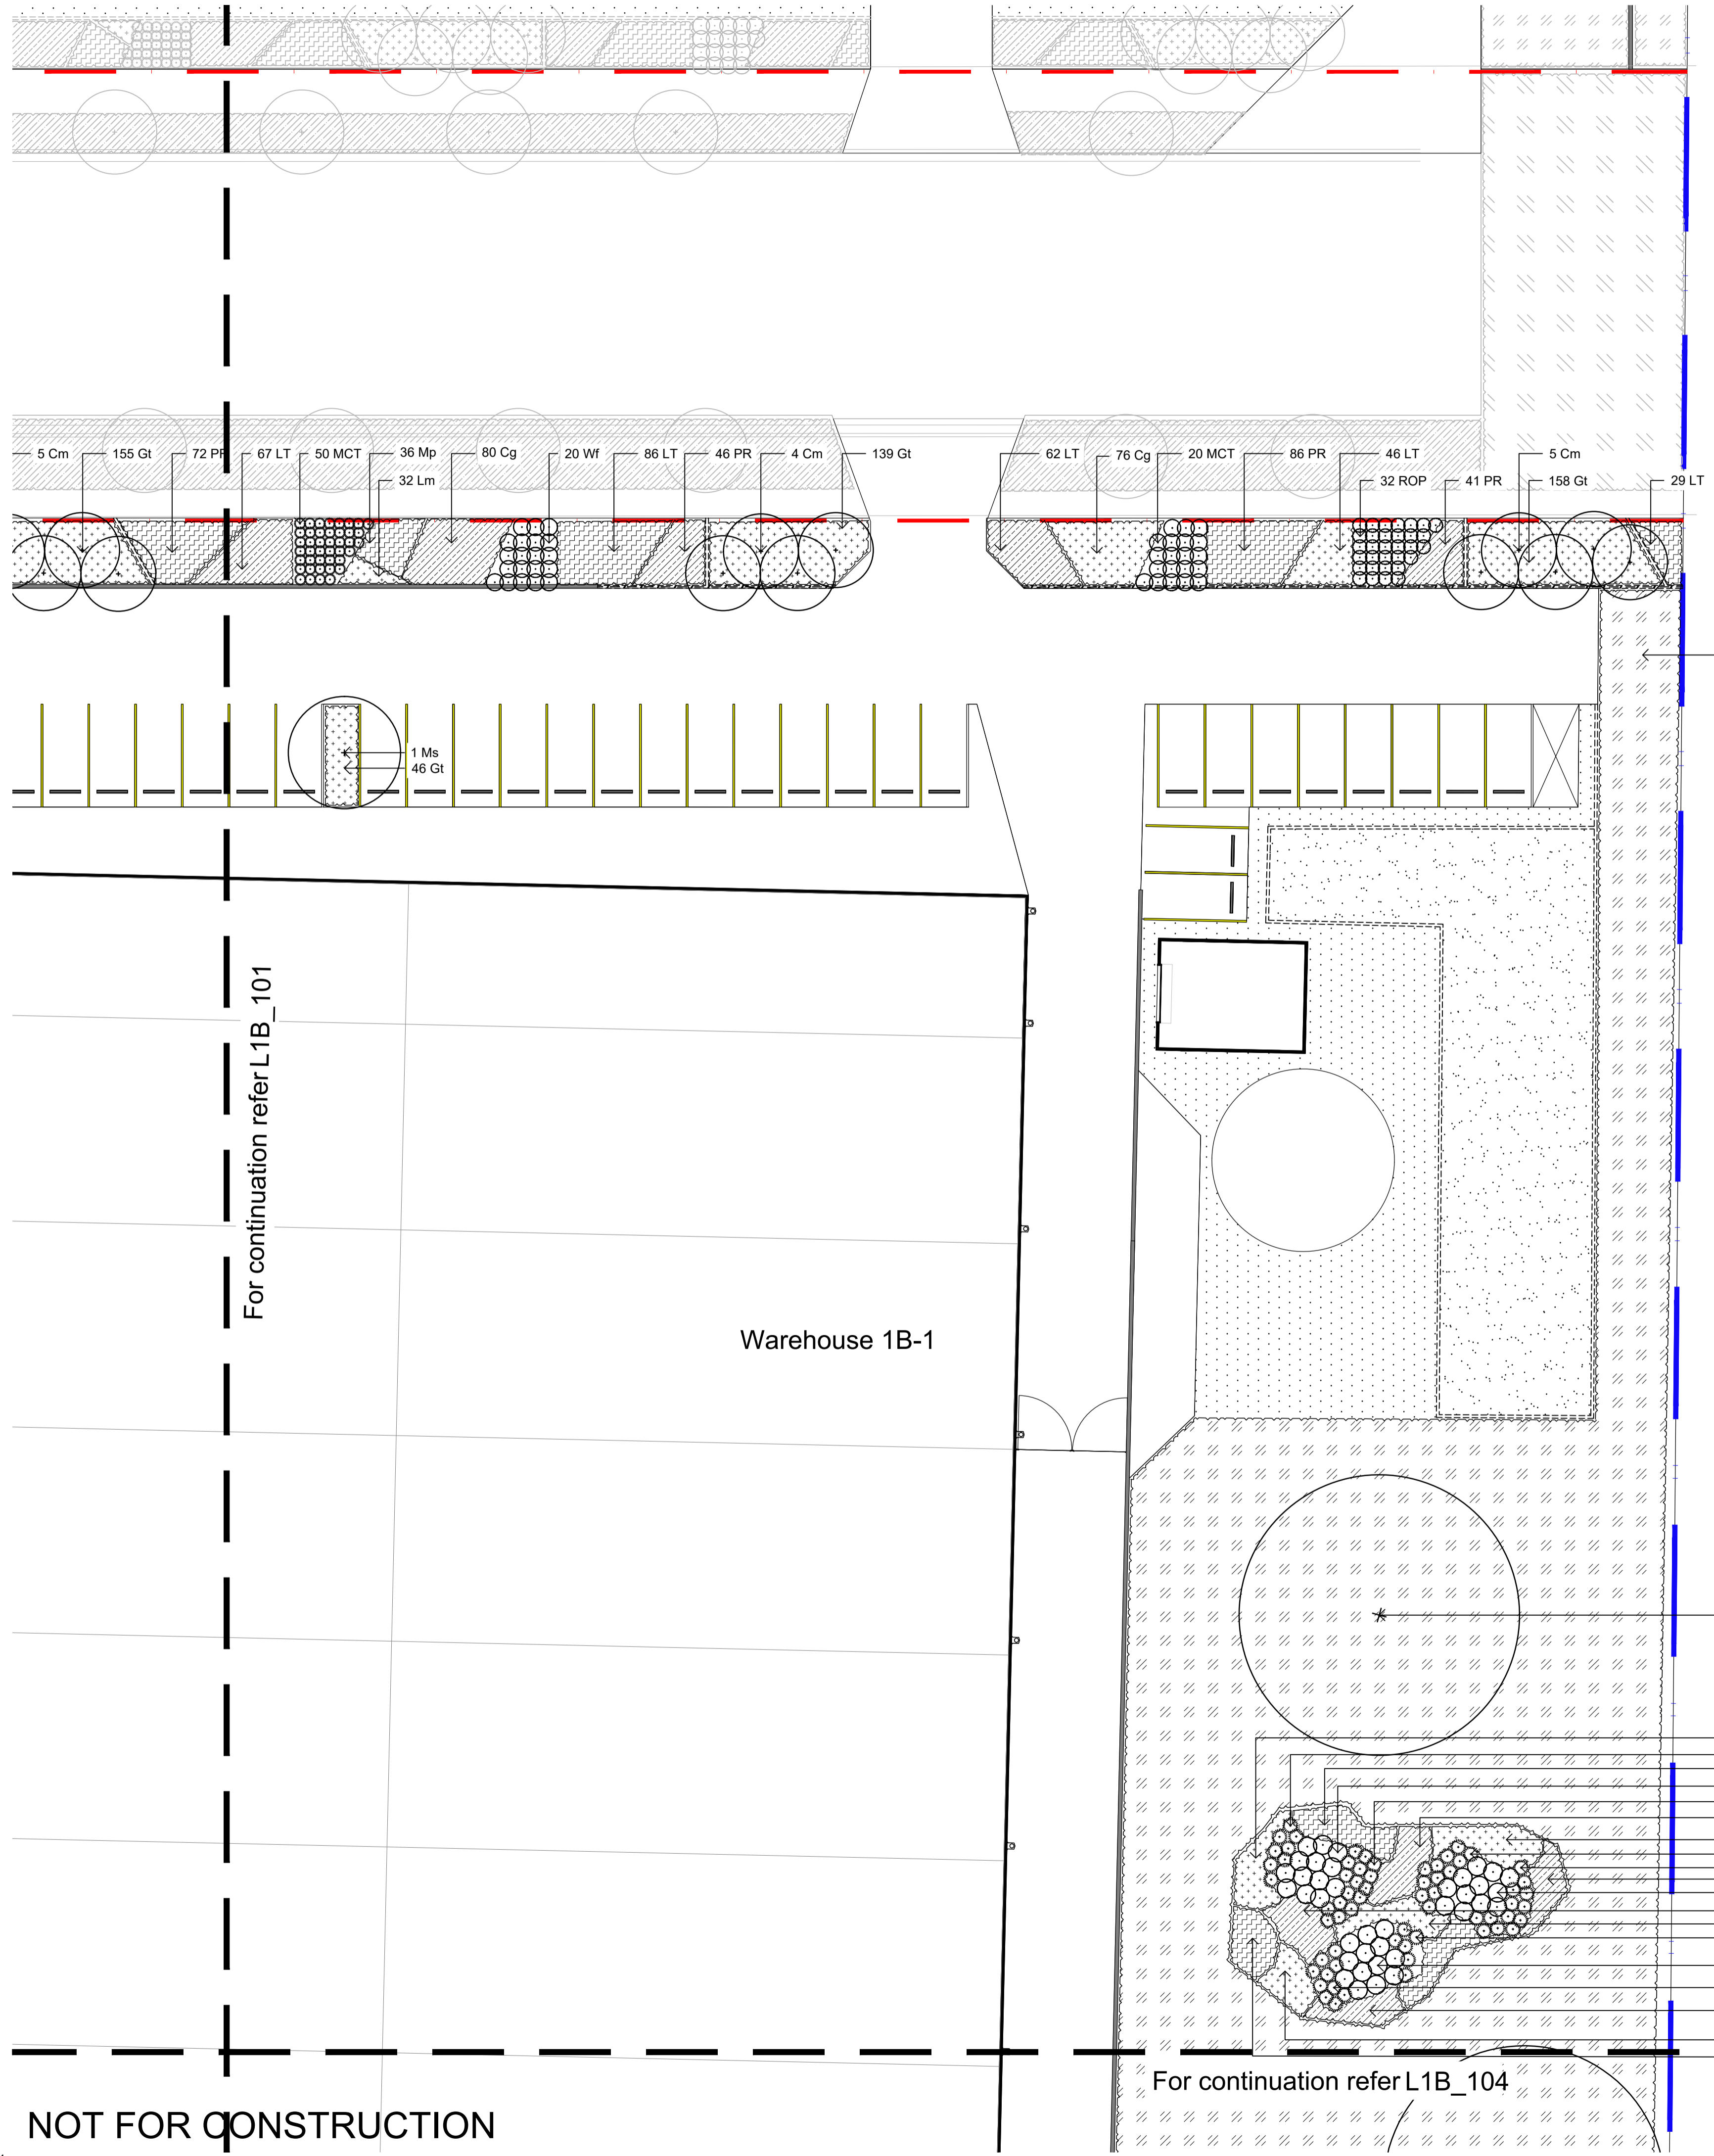 5 Cm
155 Gt
72 PR
67 LT
50 MCT
36 Mp
80 Cg
20 Wf
86 LT
46 PR
4 Cm
139 Gt
62 LT
76 Cg
20 MCT
86 PR
46 LT
5 Cm
32 Lm
32 ROP
41 PR
158 Gt
29 LT
1 Ms
46 Gt
For continuation refer L1B_101
Warehouse 1B-1
For continuation refer L1B_104
NOT FOR CONSTRUCTION